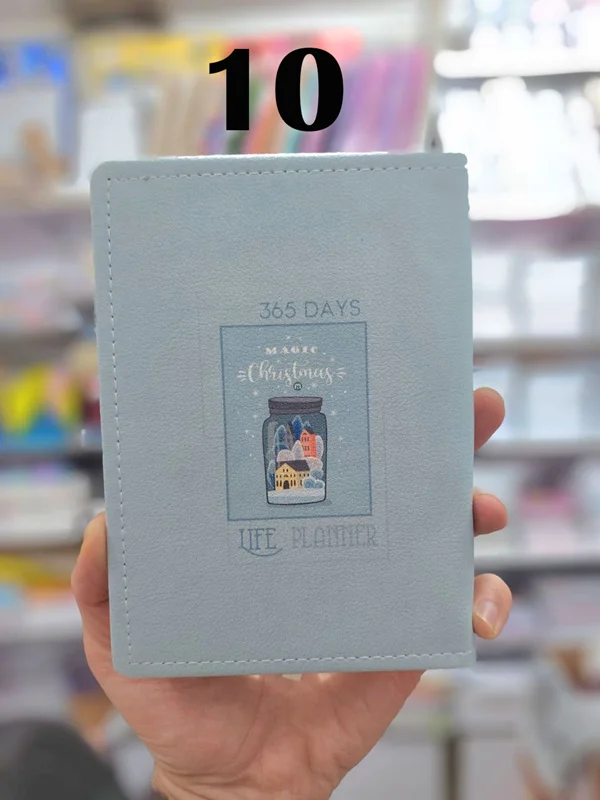 10
365 DAYS
MAGIC
Christmas
LIFE PLANNER